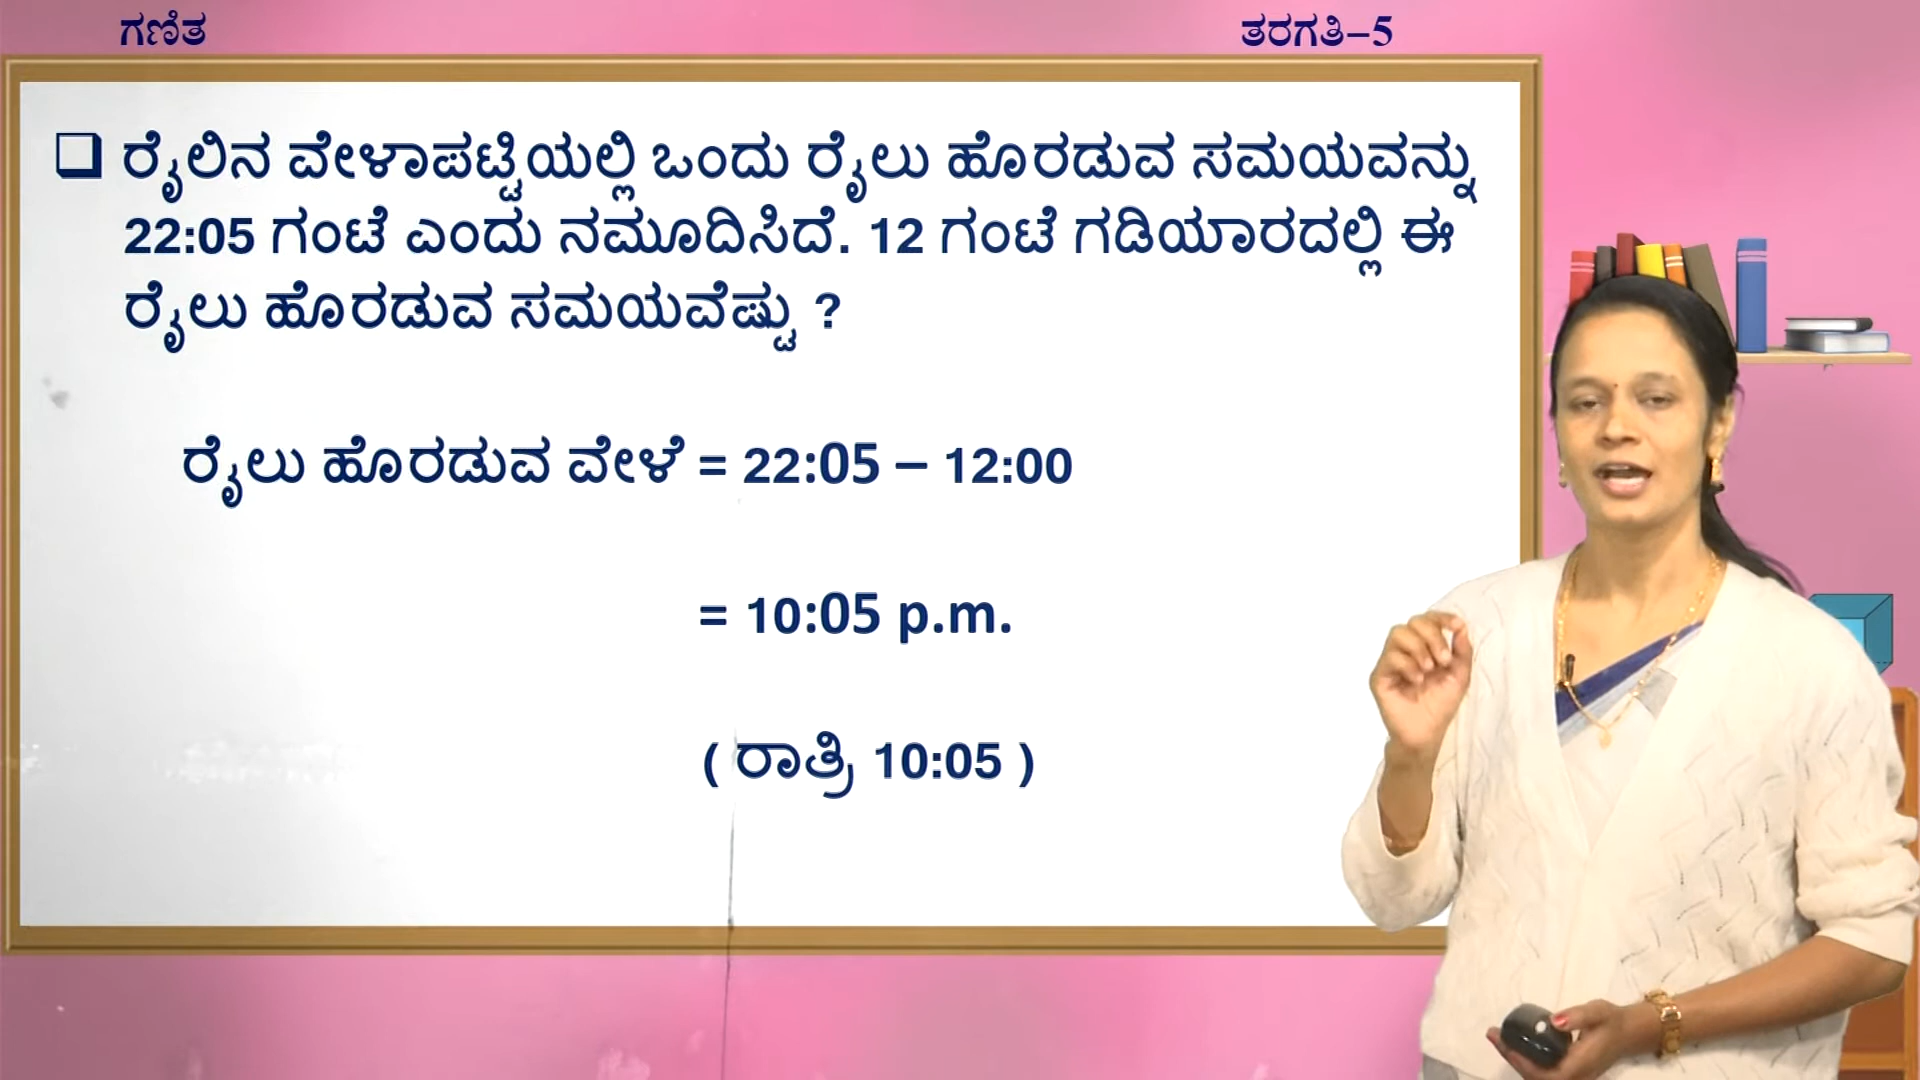 ಗಣಿತ
ತರಗತಿ–5
❑ ರೈಲಿನ ವೇಳಾಪಟ್ಟಿಯಲ್ಲಿ ಒಂದು ರೈಲು ಹೊರಡುವ ಸಮಯವನ್ನು
22:05 ಗಂಟೆ ಎಂದು ನಮೂದಿಸಿದೆ. 12 ಗಂಟೆ ಗಡಿಯಾರದಲ್ಲಿ ಈ
ರೈಲು ಹೊರಡುವ ಸಮಯವೆಷ್ಟು ?
ರೈಲು ಹೊರಡುವ ವೇಳೆ = 22:05 – 12:00
= 10:05 p.m.
( ರಾತ್ರಿ 10:05 )